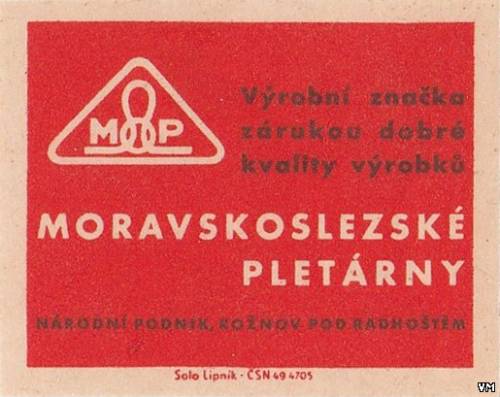 MP
Výrobní značka
zárukou dobré
kvality výrobků
MORAVSKOSLEZSKÉ
PLETÁRNY
NÁRODNÍ PODNIK, ROŽNOV POD RADHOŠTĚM
Solo Lipník - ČSN 49 4705
VM